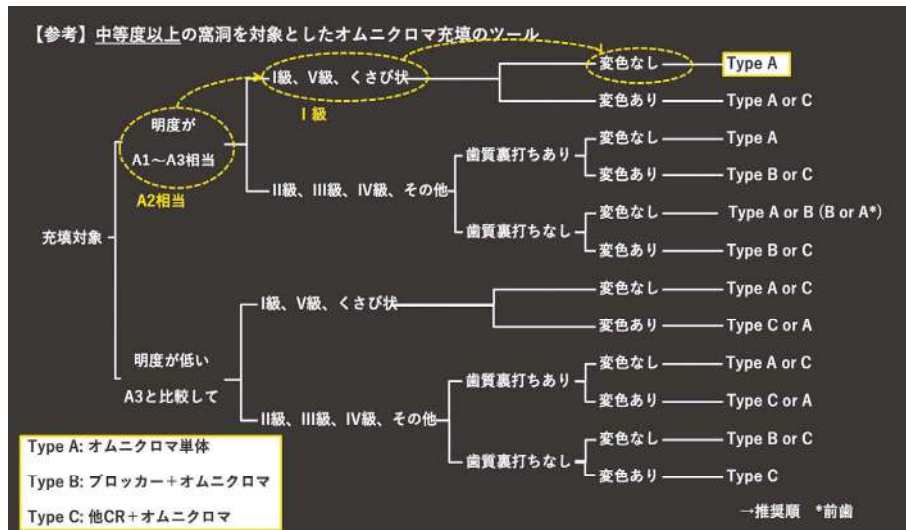 【参考】中等度以上の窩洞を対象としたオムニクロマ充填のツール
充填対象
明度が
A1〜A3相当
A2相当
I級、V級、くさび状
I級
変色なし
Type A
変色あり
Type A or C
II級、III級、IV級、その他
歯質裏打ちあり
変色なし
Type A
変色あり
Type B or C
歯質裏打ちなし
変色なし
Type A or B (B or A*)
変色あり
Type B or C
明度が低い
A3と比較して
I級、V級、くさび状
変色なし
Type A or C
変色あり
Type C or A
II級、III級、IV級、その他
歯質裏打ちあり
変色なし
Type A or C
変色あり
Type C or A
歯質裏打ちなし
変色なし
Type B or C
変色あり
Type C
Type A: オムニクロマ単体
Type B: ブロッカー＋オムニクロマ
Type C: 他CR＋オムニクロマ
→推奨順 *前歯